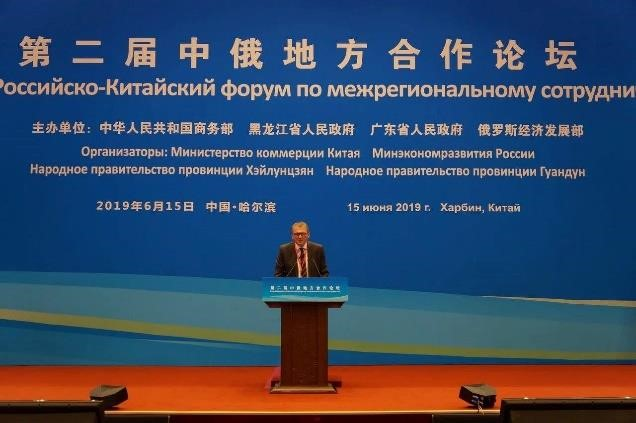 第二届中俄地方合作论坛
Российско-Китайский форум по межрегиональному
主办单位：中华人民共和国商务部 黑龙江省人民政府 广东省人民政府 俄罗斯经济发展部
Организаторы: Министерство коммерции Китая Минэкономразвития России
Народное правительство провинции Хэйлунцзян Народное правительство провинции Гуандун
2019年6月15日 中国·哈尔滨 15 июня 2019 г. Харбин, Китай
第二届中俄地方合作论坛